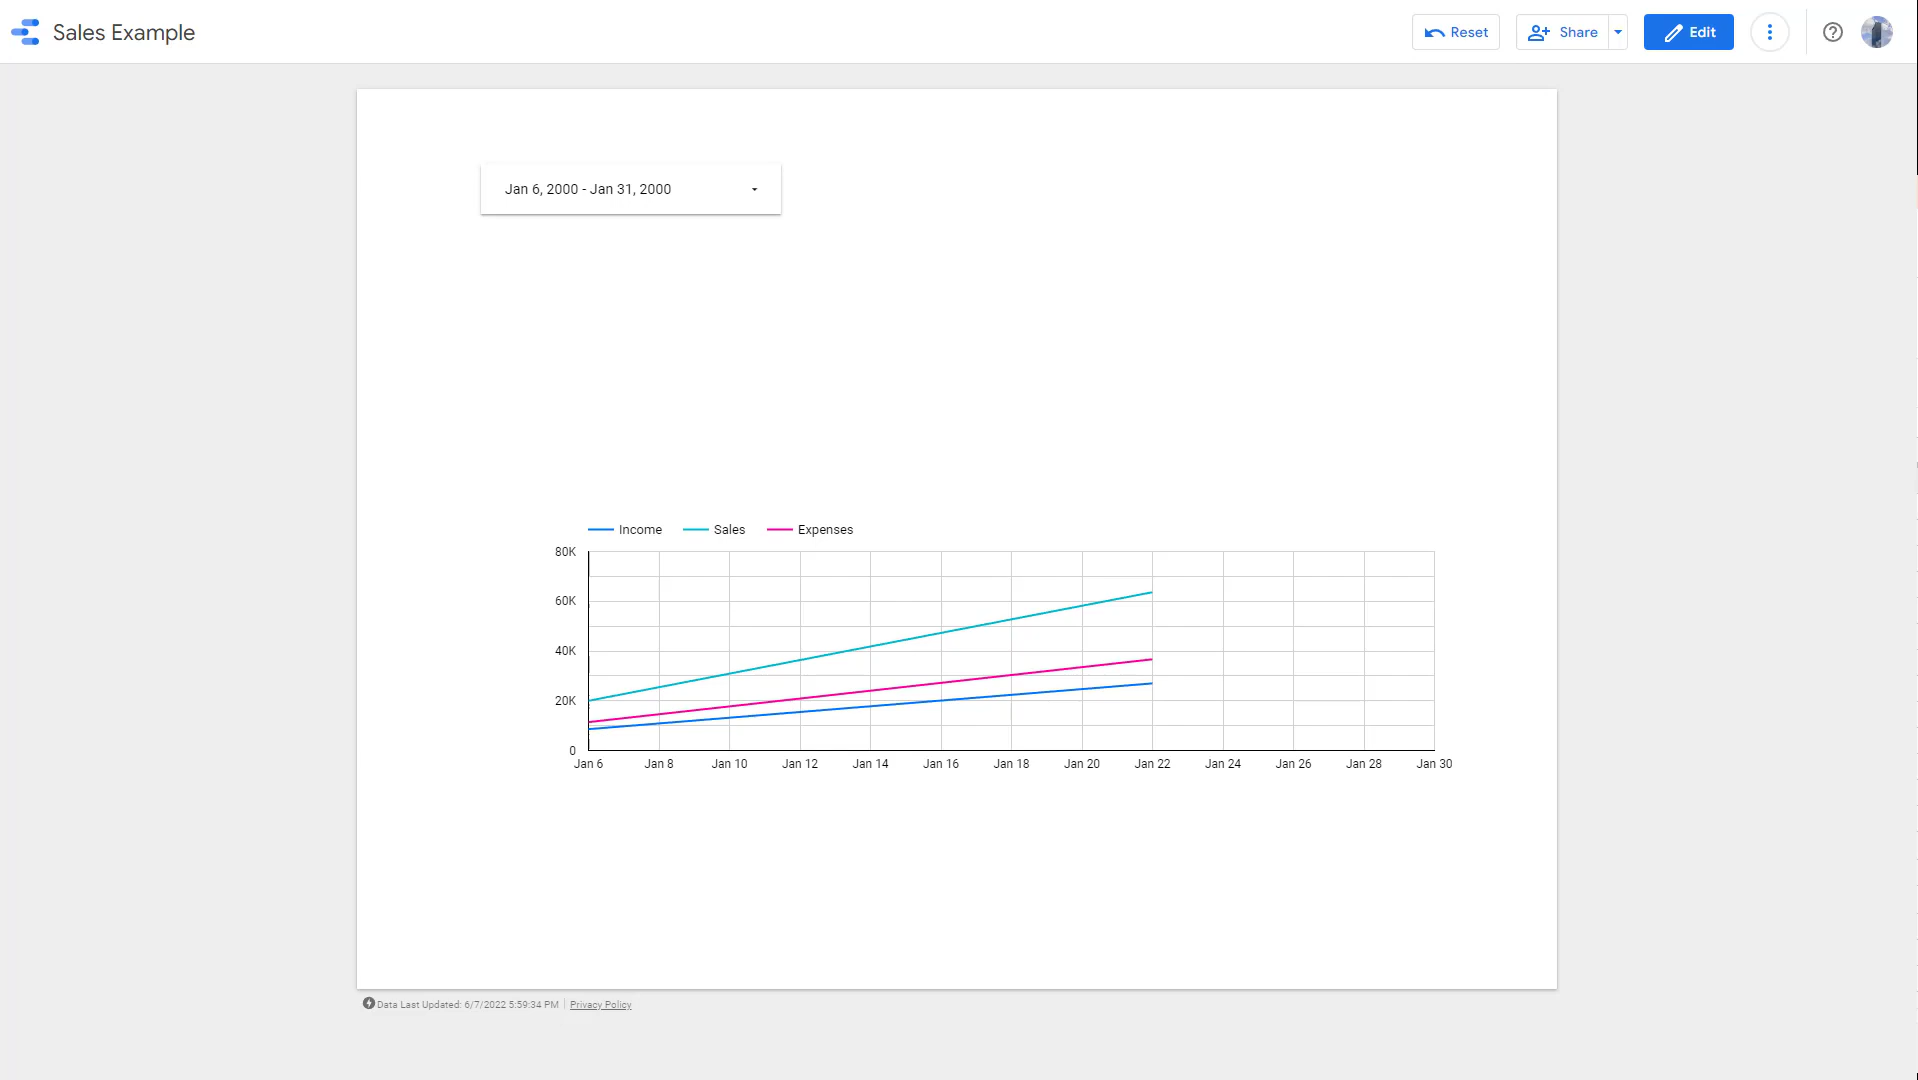 Sales Example
Reset
Share
Edit
Jan 6, 2000 - Jan 31, 2000
Income Sales Expenses
80K
60K
40K
20K
0
Jan 6 Jan 8 Jan 10 Jan 12 Jan 14 Jan 16 Jan 18 Jan 20 Jan 22 Jan 24 Jan 26 Jan 28 Jan 30
Data Last Updated: 6/7/2022 5:59:34 PM Privacy Policy